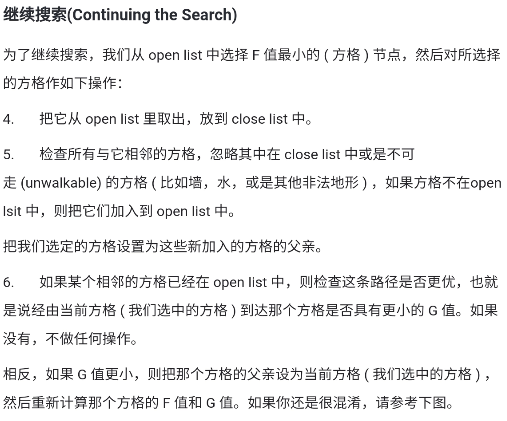 继续搜索(Continuing the Search)
为了继续搜索，我们从 open list 中选择 F 值最小的 ( 方格 ) 节点，然后对所选择
的方格作如下操作：
4. 把它从 open list 里取出，放到 close list 中。
5. 检查所有与它相邻的方格，忽略其中在 close list 中或是不可
走 (unwalkable) 的方格 ( 比如墙，水，或是其他非法地形 ) ，如果方格不在open
lsit 中，则把它们加入到 open list 中。
把我们选定的方格设置为这些新加入的方格的父亲。
6. 如果某个相邻的方格已经在 open list 中，则检查这条路径是否更优，也就
是说经由当前方格 ( 我们选中的方格 ) 到达那个方格是否具有更小的 G 值。如果
没有，不做任何操作。
相反，如果 G 值更小，则把那个方格的父亲设为当前方格 ( 我们选中的方格 ) ，
然后重新计算那个方格的 F 值和 G 值。如果你还是很混淆，请参考下图。